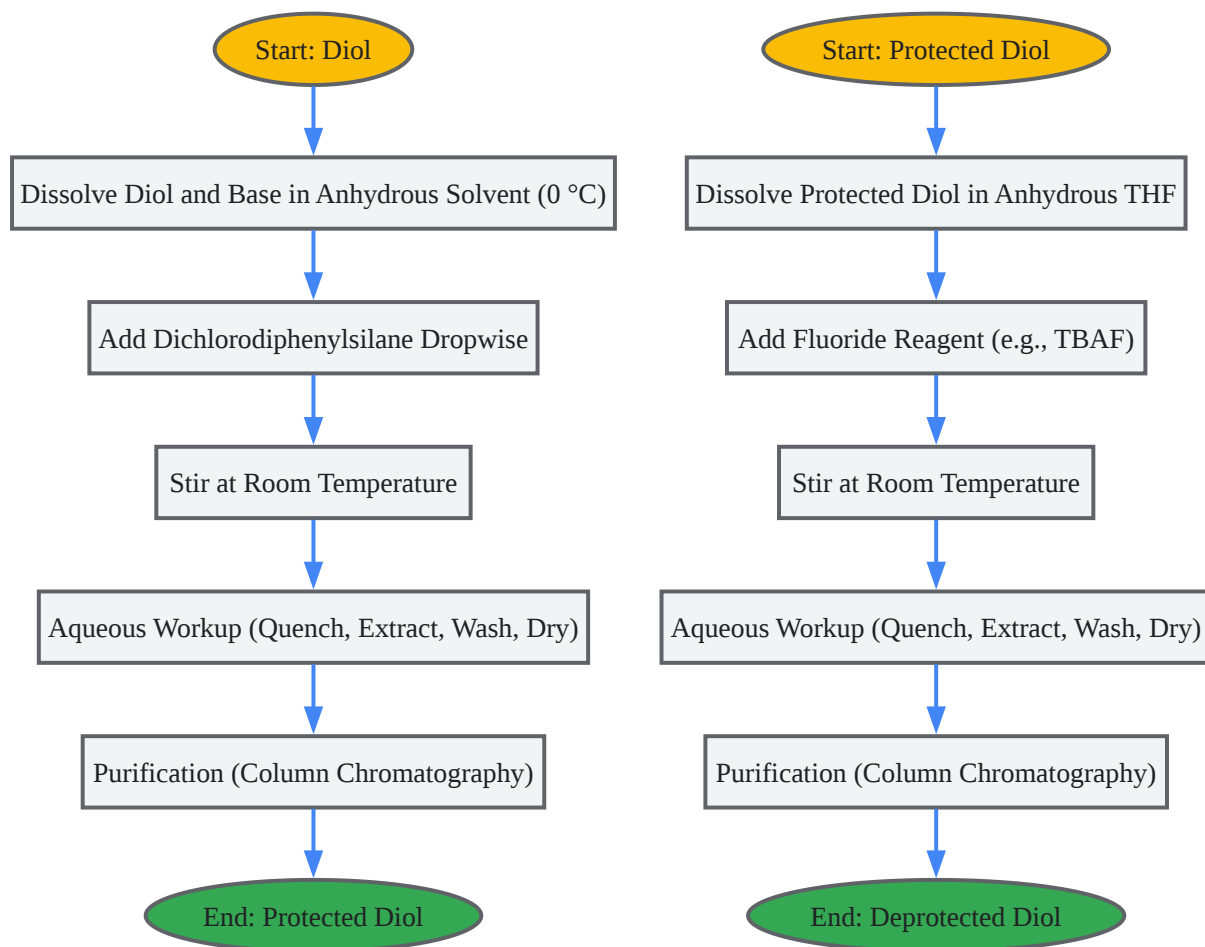 Start: Diol
Dissolve Diol and Base in Anhydrous Solvent (0 °C)
Add Dichlorodiphenylsilane Dropwise
Stir at Room Temperature
Aqueous Workup (Quench, Extract, Wash, Dry)
Purification (Column Chromatography)
End: Protected Diol
Start: Protected Diol
Dissolve Protected Diol in Anhydrous THF
Add Fluoride Reagent (e.g., TBAF)
Stir at Room Temperature
Aqueous Workup (Quench, Extract, Wash, Dry)
Purification (Column Chromatography)
End: Deprotected Diol